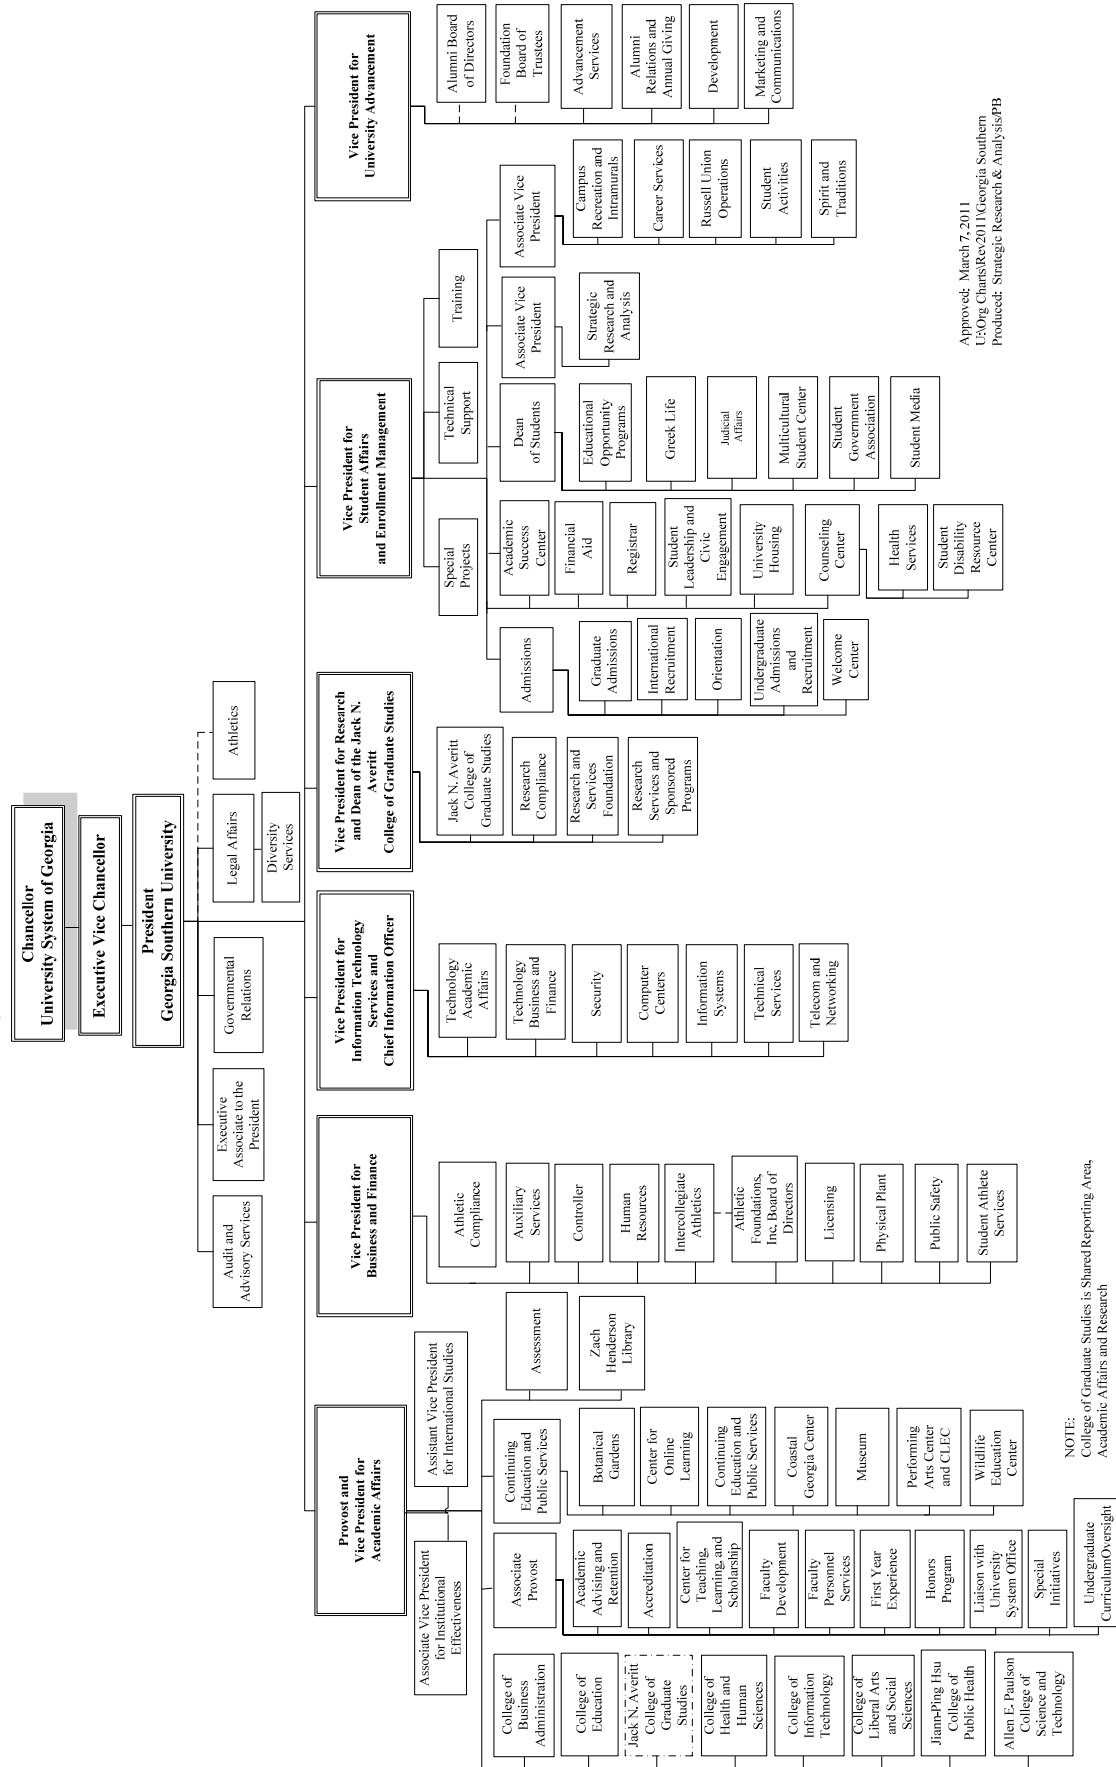 Chancellor
University System of Georgia
Executive Vice Chancellor
President
Georgia Southern University
Audit and
Advisory Services
Executive
Associate to the
President
Governmental
Relations
Legal Affairs
Diversity
Services
Athletics
Provost and
Vice President for
Academic Affairs
Associate Vice President
for Institutional
Effectiveness
Assistant Vice President
for International Studies
College of
Business
Administration
College of
Education
Jack N. Averitt
College of
Graduate
Studies
College of
Health and
Human
Sciences
College of
Information
Technology
College of
Liberal Arts
and Social
Sciences
Jiann-Ping Hsu
College of
Public Health
Allen E. Paulson
College of
Science and
Technology
Associate
Provost
Academic
Advising and
Retention
Accreditation
Center for
Teaching,
Learning, and
Scholarship
Faculty
Development
Faculty
Personnel
Services
First Year
Experience
Honors
Program
Liaison with
University
System Office
Special
Initiatives
Undergraduate
CurriculumOversight
Continuing
Education and
Public Services
Botanical
Gardens
Center for
Online
Learning
Continuing
Education and
Public Services
Coastal
Georgia Center
Museum
Performing
Arts Center
and CLEC
Wildlife
Education
Center
Assessment
Zach
Henderson
Library
Vice President for
Business and Finance
Athletic
Compliance
Auxiliary
Services
Controller
Human
Resources
Intercollegiate
Athletics
Athletic
Foundations,
Inc, Board of
Directors
Licensing
Physical Plant
Public Safety
Student Athlete
Services
Vice President for
Information Technology
Services and
Chief Information Officer
Technology
Academic
Affairs
Technology
Business and
Finance
Security
Computer
Centers
Information
Systems
Technical
Services
Telecom and
Networking
Vice President for Research
and Dean of the Jack N.
Averitt
College of Graduate Studies
Jack N. Averitt
College of
Graduate Studies
Research
Compliance
Research and
Services
Foundation
Research
Services and
Sponsored
Programs
Vice President for
Student Affairs
and Enrollment Management
Special
Projects
Technical
Support
Training
Admissions
Graduate
Admissions
International
Recruitment
Orientation
Undergraduate
Admissions
and
Recruitment
Welcome
Center
Academic
Success
Center
Financial
Aid
Registrar
Student
Leadership and
Civic
Engagement
University
Housing
Counseling
Center
Health
Services
Student
Disability
Resource
Center
Dean
of Students
Educational
Opportunity
Programs
Greek Life
Judicial
Affairs
Multicultural
Student Center
Student
Government
Association
Student Media
Associate Vice
President
Strategic
Research and
Analysis
Associate Vice
President
Campus
Recreation and
Intramurals
Career Services
Russell Union
Operations
Student
Activities
Spirit and
Traditions
Vice President for
University Advancement
Alumni Board
of Directors
Foundation
Board of
Trustees
Advancement
Services
Alumni
Relations and
Annual Giving
Development
Marketing and
Communications
NOTE:
College of Graduate Studies is Shared Reporting Area,
Academic Affairs and Research
Approved: March 7, 2011
U:\Org Charts\Rev2011\Georgia Southern
Produced: Strategic Research & Analysis/PB